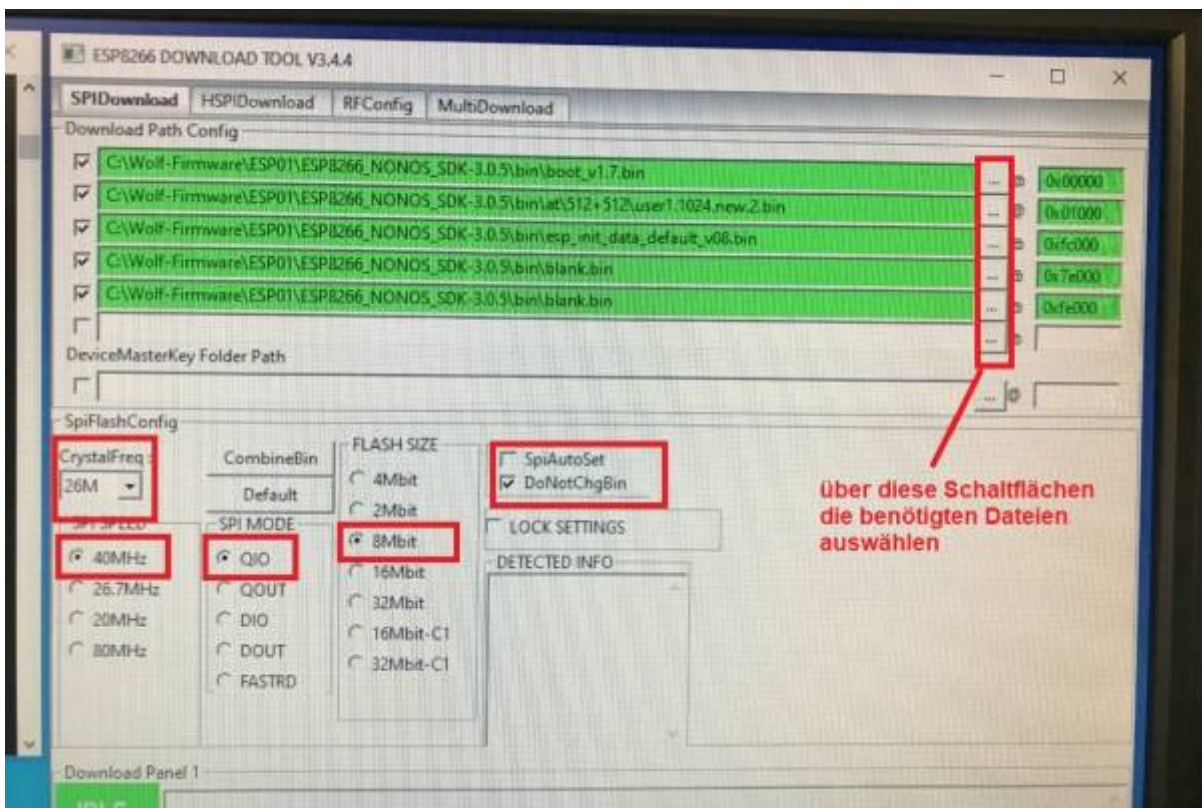 ESP8266 DOWNLOAD TOOL V3.4.4
SPIDownload HSPIDownload RFConfig MultiDownload
Download Path Config
C:\Wolf-Firmware\ESP01\ESP8266_NONOS_SDK-3.0.5\bin\boot_v1.7.bin ... @ 0x00000
C:\Wolf-Firmware\ESP01\ESP8266_NONOS_SDK-3.0.5\bin\at\512+512\user1.1024.new.2.bin ... @ 0x01000
C:\Wolf-Firmware\ESP01\ESP8266_NONOS_SDK-3.0.5\bin\esp_init_data_default_v08.bin ... @ 0xfc000
C:\Wolf-Firmware\ESP01\ESP8266_NONOS_SDK-3.0.5\bin\blank.bin ... @ 0x7e000
C:\Wolf-Firmware\ESP01\ESP8266_NONOS_SDK-3.0.5\bin\blank.bin ... @ 0xfe000
... @
DeviceMasterKey Folder Path
... @
SpiFlashConfig
CrystalFreq :
26M
CombineBin
Default
SPI SPEED
40MHz
26.7MHz
20MHz
80MHz
SPI MODE
QIO
QOUT
DIO
DOUT
FASTRD
FLASH SIZE
4Mbit
2Mbit
8Mbit
16Mbit
32Mbit
16Mbit-C1
32Mbit-C1
SpiAutoSet
DoNotChgBin
LOCK SETTINGS
DETECTED INFO
über diese Schaltflächen
die benötigten Dateien
auswählen
Download Panel 1
IDLE